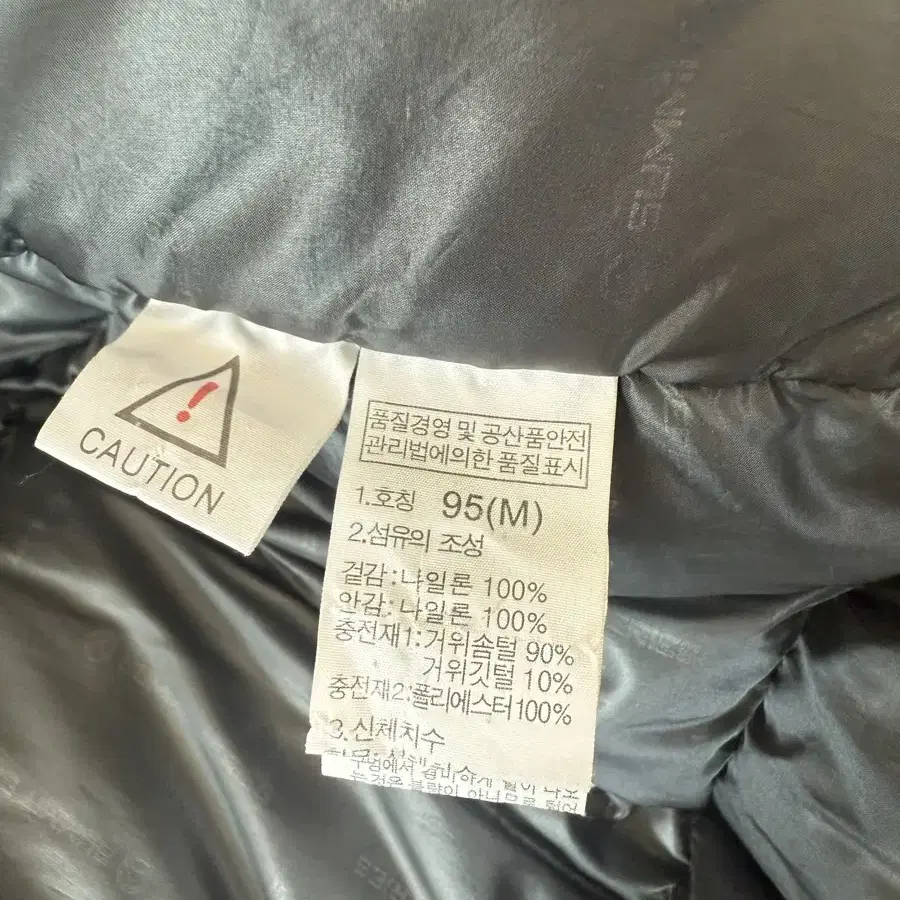 CAUTION
품질경영 및 공산품안전
관리법에의한 품질표시
1.호칭 95(M)
2.섬유의 조성
겉감:나일론 100%
안감:나일론 100%
충전재1:거위솜털 90%
거위깃털 10%
충전재2:폴리에스터100%
3.신체치수